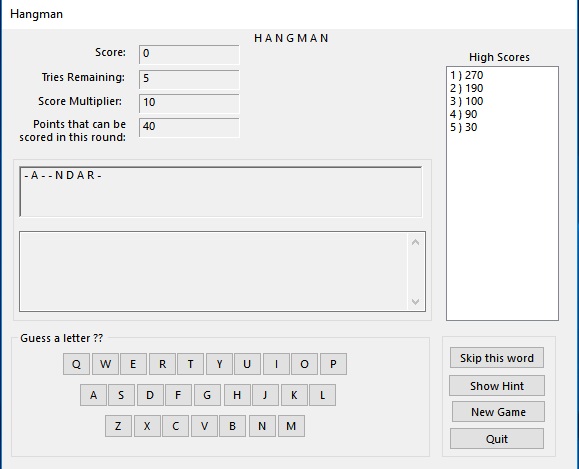 Hangman
H A N G M A N
Score: 0
Tries Remaining: 5
Score Multiplier: 10
Points that can be
scored in this round: 40
High Scores
1 ) 270
2 ) 190
3 ) 100
4 ) 90
5 ) 30
- A - - N D A R -
Guess a letter ??
Q W E R T Y U I O P
A S D F G H J K L
Z X C V B N M
Skip this word
Show Hint
New Game
Quit